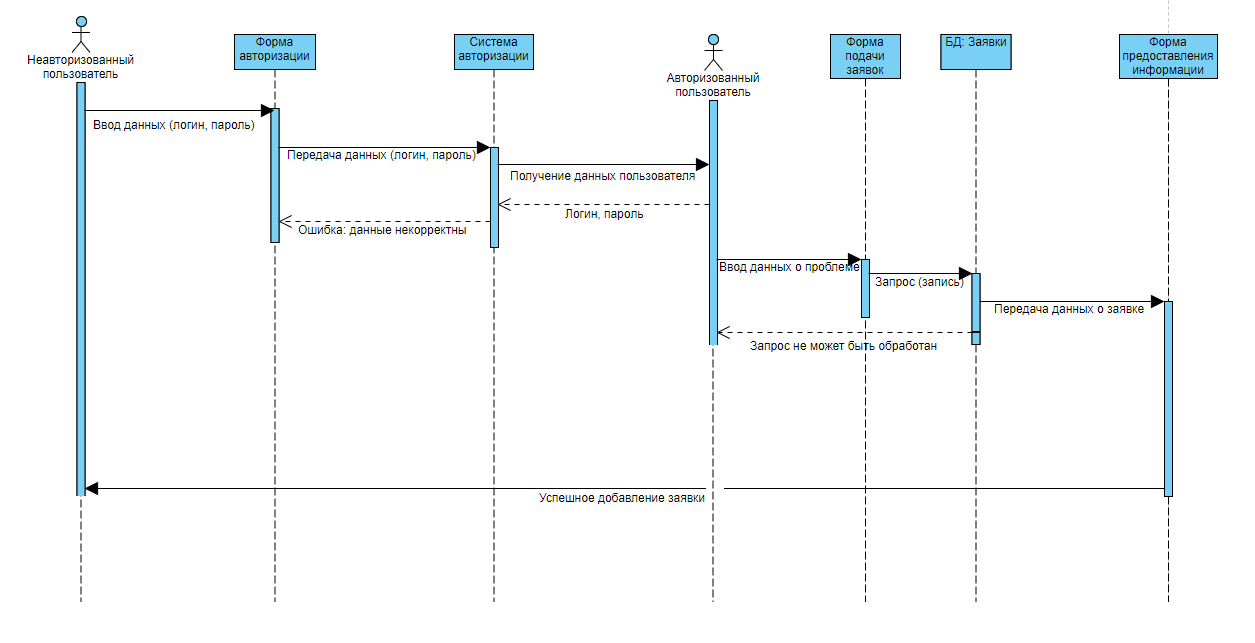 Неавторизованный
пользователь
Форма
авторизации
Система
авторизации
Авторизованный
пользователь
Форма
подачи
заявок
БД: Заявки
Форма
предоставления
информации
Ввод данных (логин, пароль)
Передача данных (логин, пароль)
Получение данных пользователя
Логин, пароль
Ошибка: данные некорректны
Ввод данных о проблеме
Запрос (запись)
Передача данных о заявке
Запрос не может быть обработан
Успешное добавление заявки